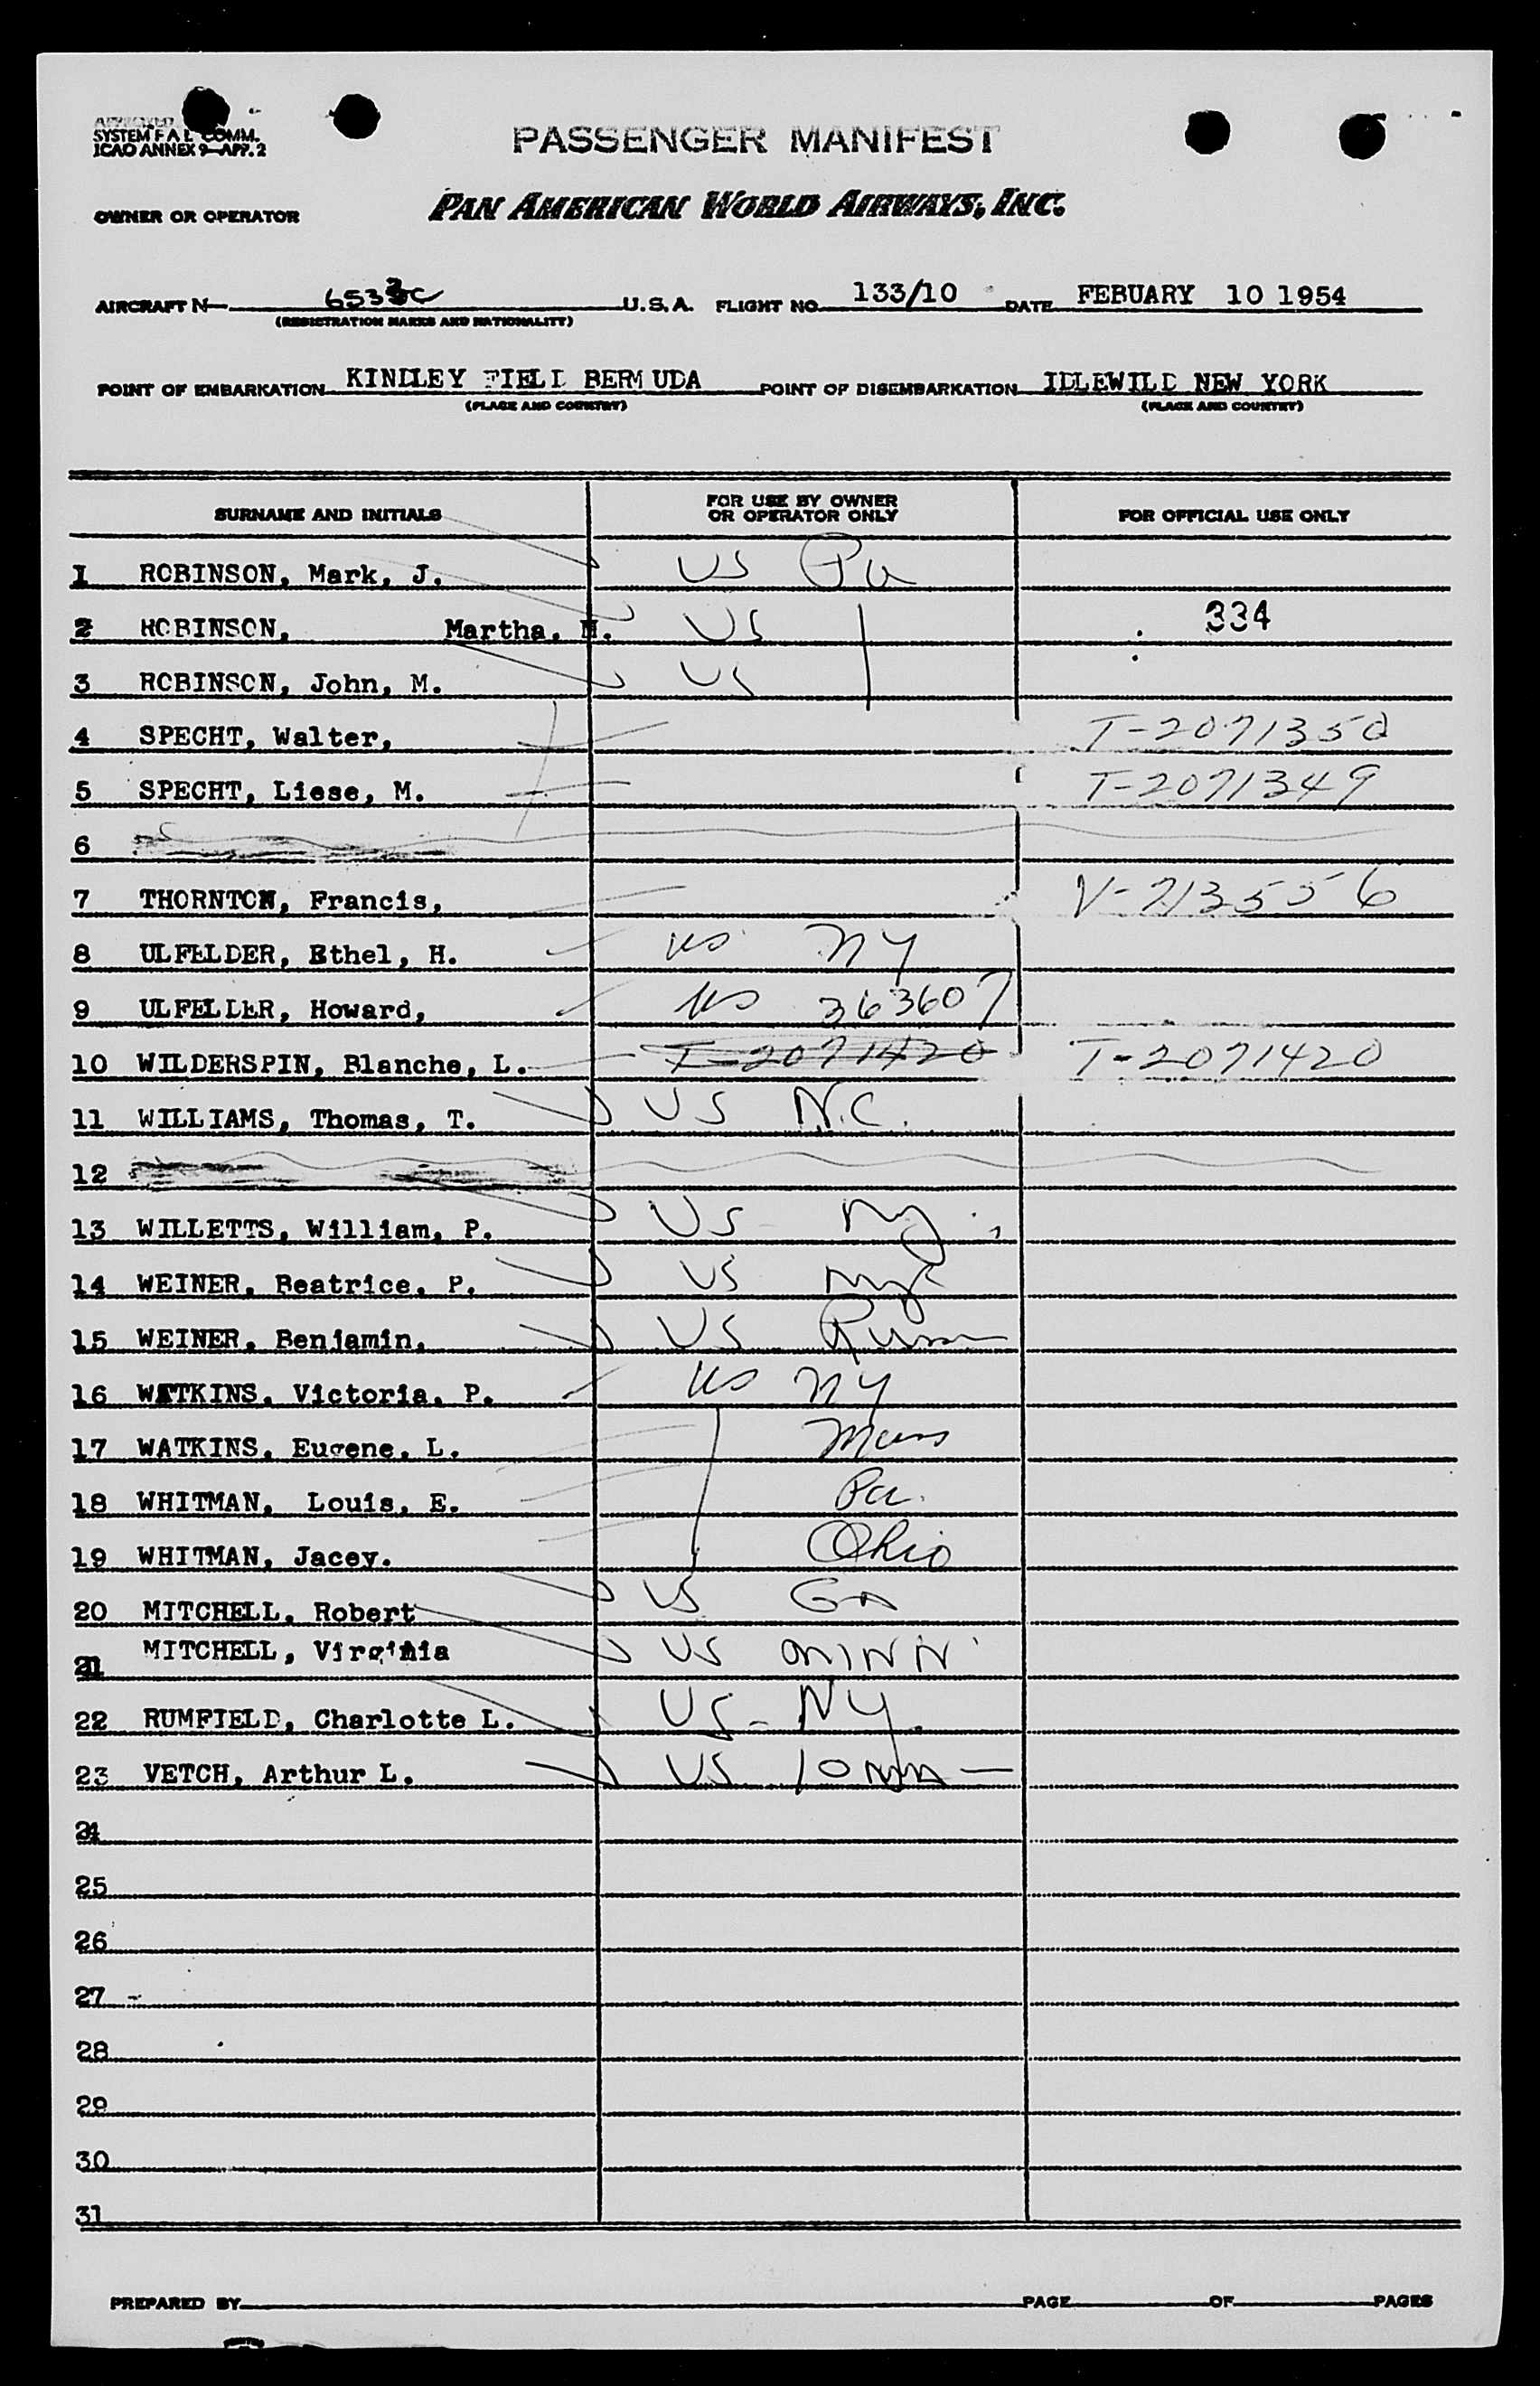 SYSTEM F A L COMM.
ICAO ANNEX 9—APP. 2
PASSENGER MANIFEST
OWNER OR OPERATOR PAN AMERICAN WORLD AIRWAYS, INC.
AIRCRAFT N— U.S.A. FLIGHT NO. 133/10 DATE FEBUARY 10 1954
(REGISTRATION MARKS AND NATIONALITY)
POINT OF EMBARKATION KINDLEY FIELD BERMUDA POINT OF DISEMBARKATION IDLEWILD NEW YORK
(PLACE AND COUNTRY) (PLACE AND COUNTRY)
SURNAME AND INITIALS FOR USE BY OWNER OR OPERATOR ONLY FOR OFFICIAL USE ONLY
1 ROBINSON, Mark, J. US Pa
2 ROBINSON, Martha, M. US 334
3 ROBINSON, John, M. US
4 SPECHT, Walter, T-2071350
5 SPECHT, Liese, M. T-2071349
6
7 THORNTON, Francis, V-213556
8 ULFELDER, Ethel, H. US NY
9 ULFELDER, Howard, US 363607
10 WILDERSPIN, Blanche, L. T-2071420 T-2071420
11 WILLIAMS, Thomas, T. US N.C.
12
13 WILLETTS, William, P. US NY
14 WEINER, Beatrice, P. US NYC
15 WEINER, Benjamin, US Russ
16 WATKINS, Victoria, P. US NY
17 WATKINS, Eugene, L. Mass
18 WHITMAN, Louis, E. Pa.
19 WHITMAN, Jacey. Ohio
20 MITCHELL, Robert US GA
21 MITCHELL, Virginia US MINN
22 RUMFIELD, Charlotte L. US - NY.
23 VETCH, Arthur L. US
24
25
26
27
28
29
30
31
PREPARED BY PAGE OF PAGES